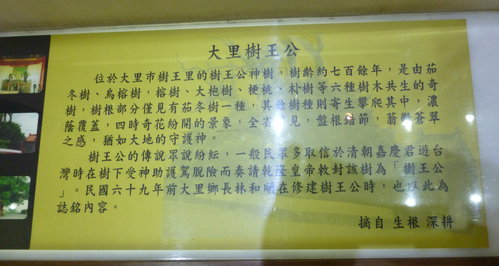 大里樹王公
位於大里市樹王里的樹王公神樹,樹齡約七百餘年,是由茄
冬樹、鳥榕樹,榕樹、大枹樹、梗桃、朴樹等六種樹木共生的奇
樹,樹根部分僅見有茄冬樹一種,其餘樹種則寄生攀爬其中,濃
蔭覆蓋,四時奇花紛開的景象,全省見,盤根踣節,翁鬱蒼翠
之感,猶如大地的守護神。
樹王公的傳說眾說紛紜,一般民眾多取信於清朝嘉慶君遊台
灣時在樹下受神助護駕脫險而奏請乾隆皇帝敕封該樹為「樹王公
」。民國六十九年前大里鄉長林和在修建樹王公時,也以此為
誌銘內容。
摘自 生根 深耕